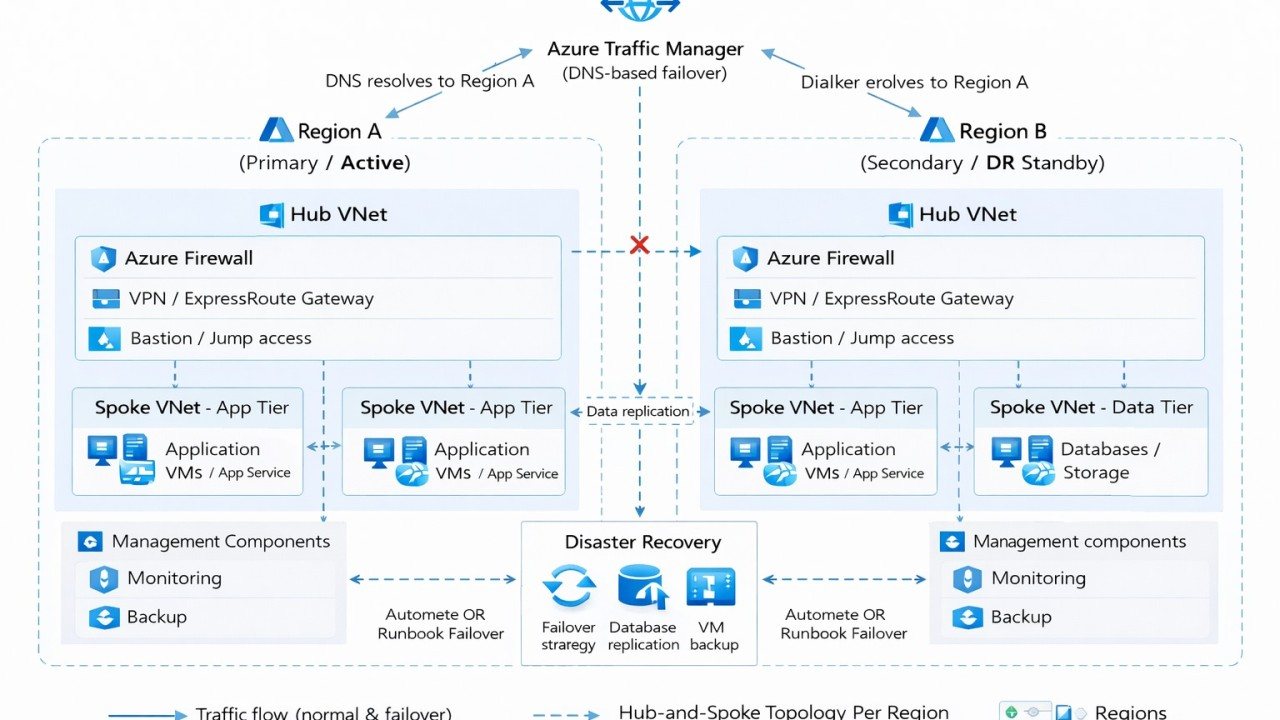 Azure Traffic Manager
(DNS-based failover)
DNS resolves to Region A
Dialker erolves to Region A
Region A
(Primary / Active)
Region B
(Secondary / DR Standby)
Hub VNet
Azure Firewall
VPN / ExpressRoute Gateway
Bastion / Jump access
Hub VNet
Azure Firewall
VPN / ExpressRoute Gateway
Bastion / Jump access
Spoke VNet - App Tier
Application
VMs / App Service
Spoke VNet - App Tier
Application
VMs / App Service
Data replication
Spoke VNet - App Tier
Application
VMs / App Service
Spoke VNet - Data Tier
Databases /
Storage
Management Components
Monitoring
Backup
Automete OR
Runbook Failover
Disaster Recovery
Failover
straregy
Database
replication
VM
backup
Automete OR
Runbook Failover
Management components
Monitoring
Backup
Traffic flow (normal & failover)
Hub-and-Spoke Topology Per Region
Regions